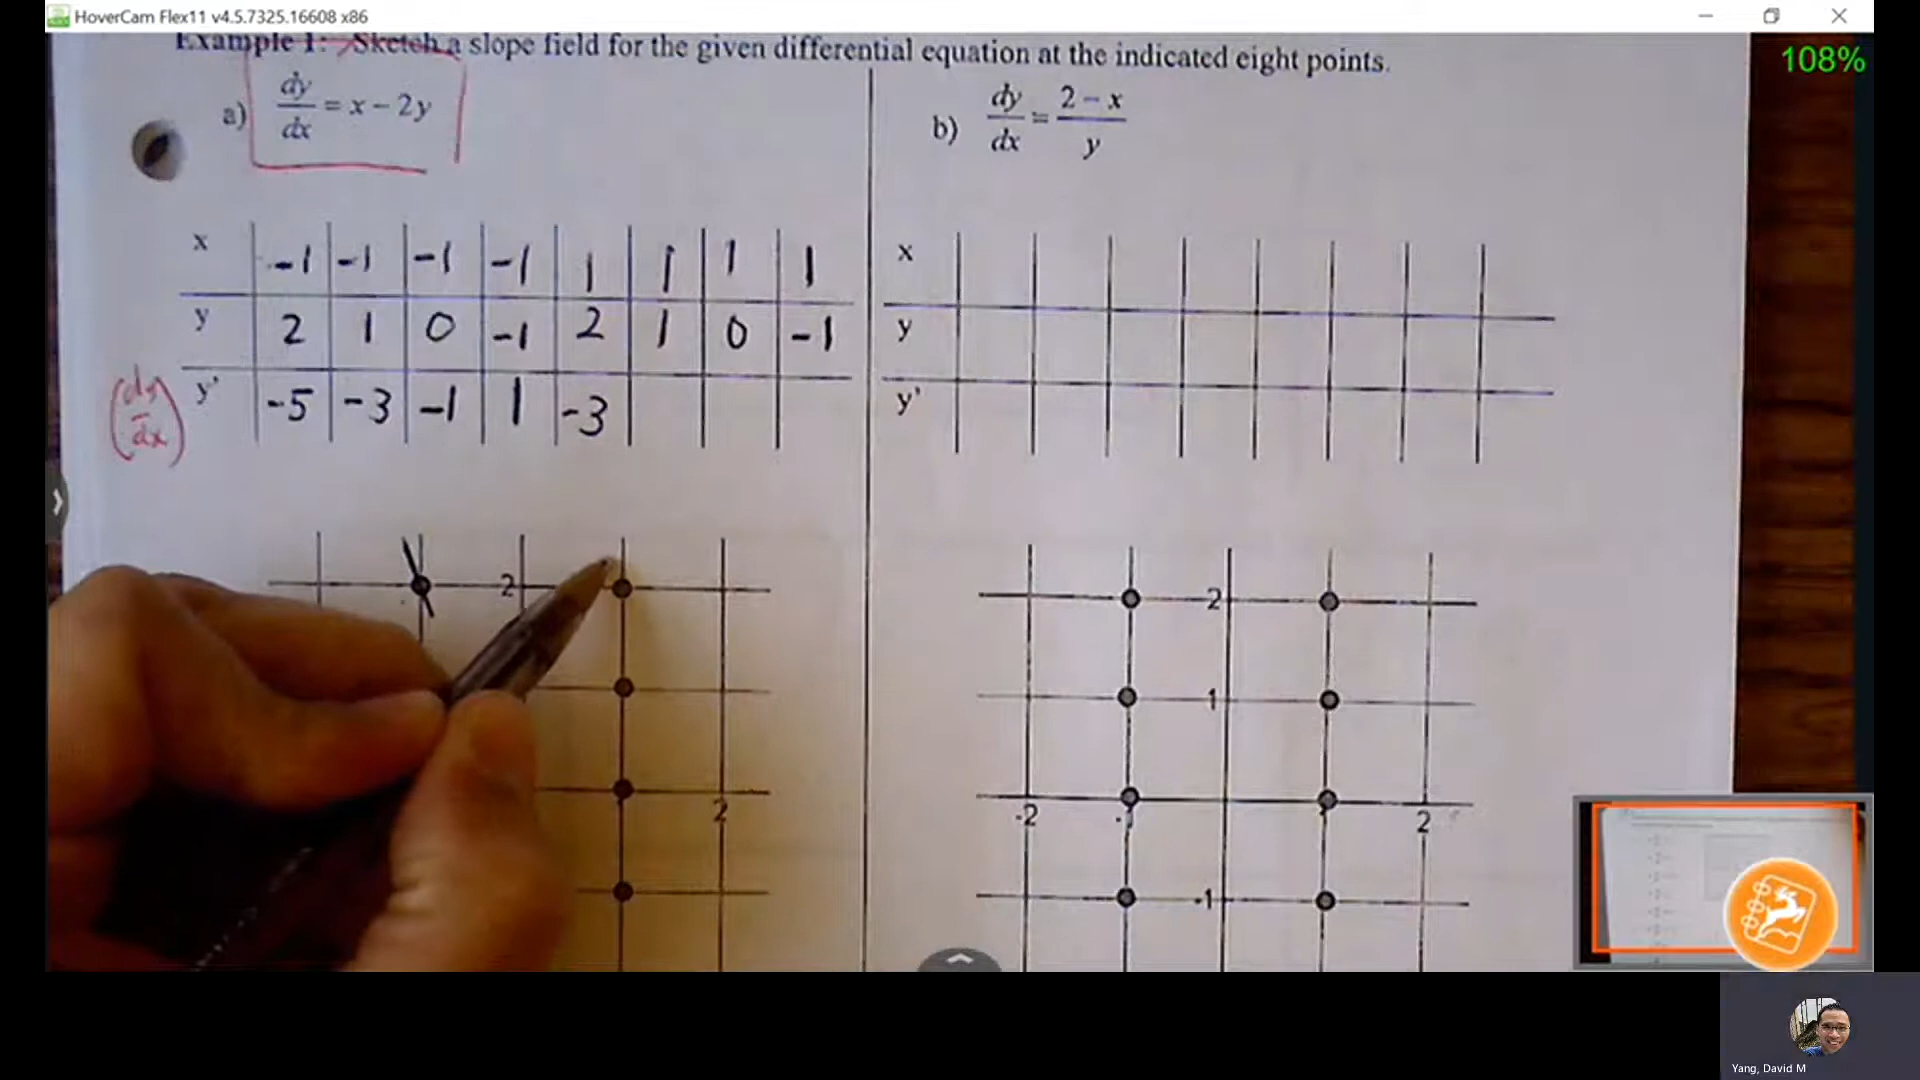 HoverCam Flex11 v4.5.7325.16608 x86
108%
Example 1: Sketch a slope field for the given differential equation at the indicated eight points.
a) dy/dx = x − 2y
x -1 -1 -1 -1 1 1 1 1
y 2 1 0 -1 2 1 0 -1
(dy/dx) y' -5 -3 -1 1 -3
2
2
b) dy/dx = (2 − x)/y
x
y
y'
2
1
-2 -1 2
-1
Yang, David M